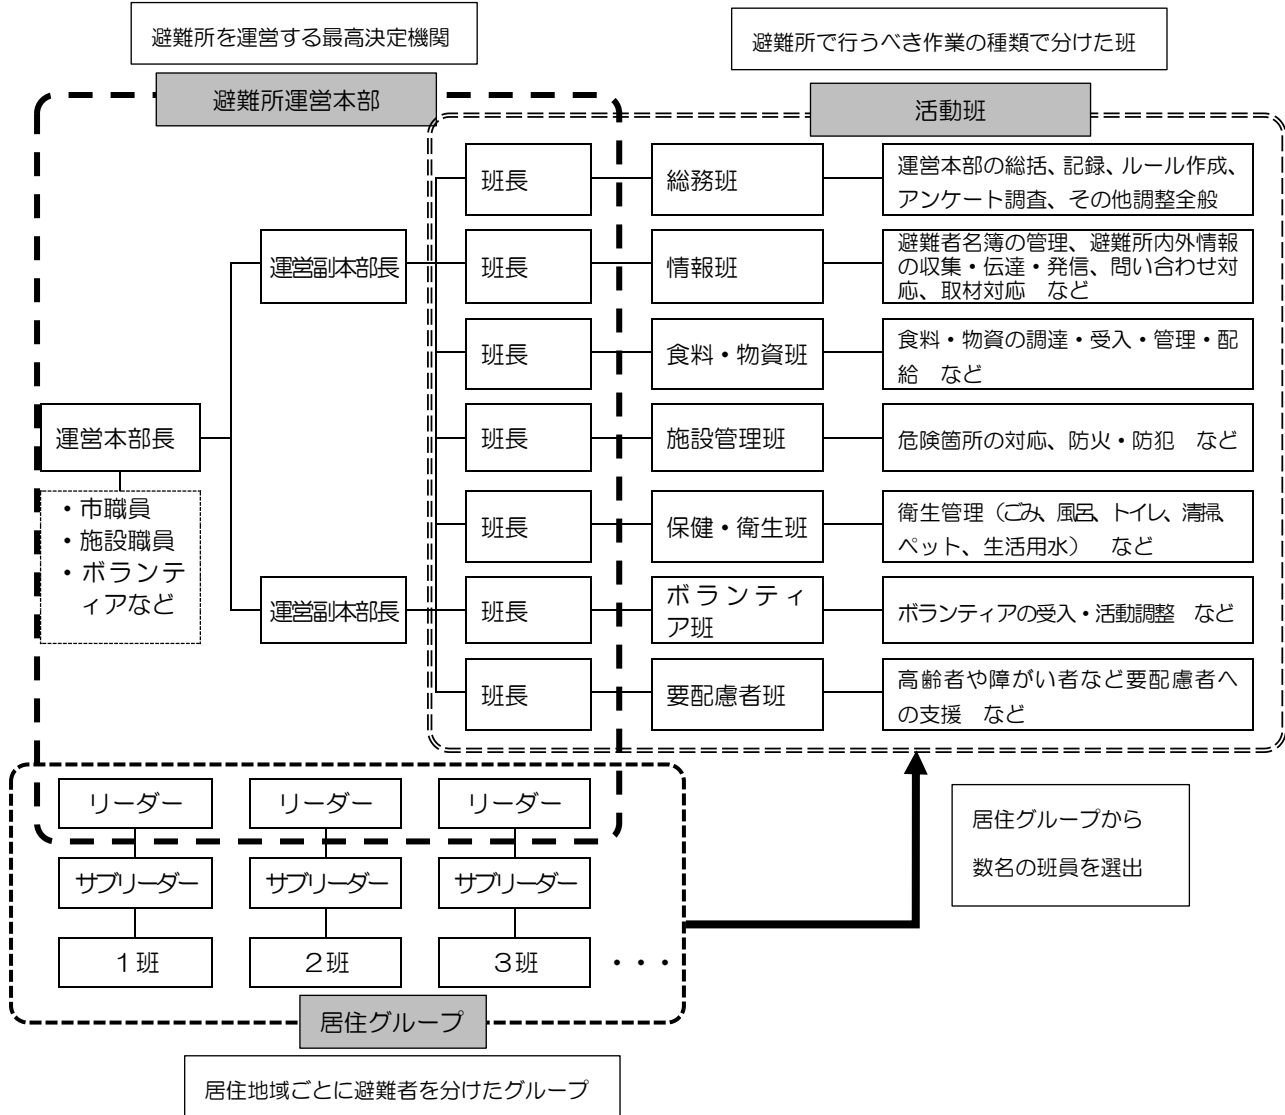 避難所を運営する最高決定機関
避難所で行うべき作業の種類で分けた班
避難所運営本部
活動班
班長
総務班
運営本部の総括、記録、ルール作成、
アンケート調査、その他調整全般
運営副本部長
班長
情報班
避難者名簿の管理、避難所内外情報
の収集・伝達・発信、問い合わせ対
応、取材対応　など
班長
食料・物資班
食料・物資の調達・受入・管理・配
給　など
運営本部長
班長
施設管理班
危険箇所の対応、防火・防犯　など
・市職員
・施設職員
・ボランテ
ィアなど
班長
保健・衛生班
衛生管理（ごみ、風呂、トイレ、清掃、
ペット、生活用水）　など
運営副本部長
班長
ボランティ
ア班
ボランティアの受入・活動調整　など
班長
要配慮者班
高齢者や障がい者など要配慮者へ
の支援　など
リーダー
リーダー
リーダー
サブリーダー
サブリーダー
サブリーダー
１班
２班
３班
・・・
居住グループから
数名の班員を選出
居住グループ
居住地域ごとに避難者を分けたグループ